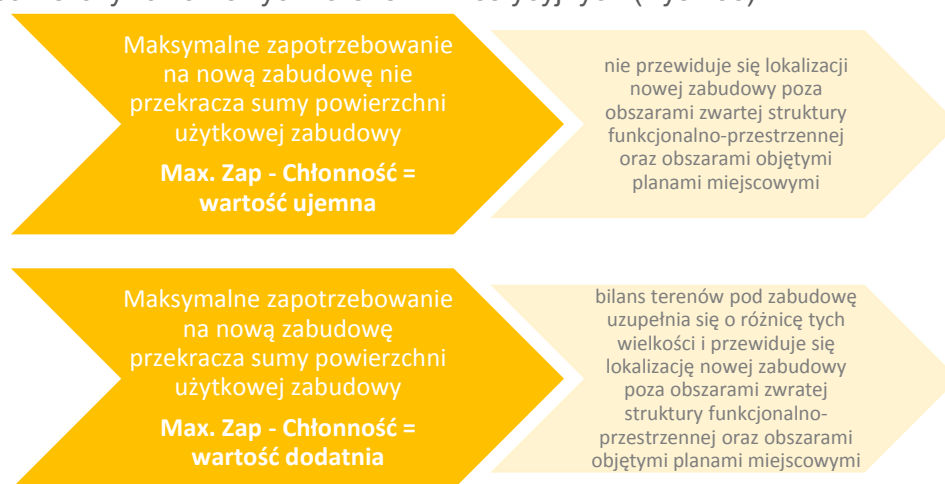 Maksymalne zapotrzebowanie
na nową zabudowę nie
przekracza sumy powierzchni
użytkowej zabudowy
Max. Zap - Chłonność =
wartość ujemna
nie przewiduje się lokalizacji
nowej zabudowy poza
obszarami zwartej struktury
funkcjonalno-przestrzennej
oraz obszarami objętymi
planami miejscowymi
Maksymalne zapotrzebowanie
na nową zabudowę
przekracza sumy powierzchni
użytkowej zabudowy
Max. Zap - Chłonność =
wartość dodatnia
bilans terenów pod zabudowę
uzupełnia się o różnicę tych
wielkości i przewiduje się
lokalizację nowej zabudowy
poza obszarami zwratej
struktury funkcjonalno-
przestrzennej oraz obszarami
objętymi planami miejscowymi